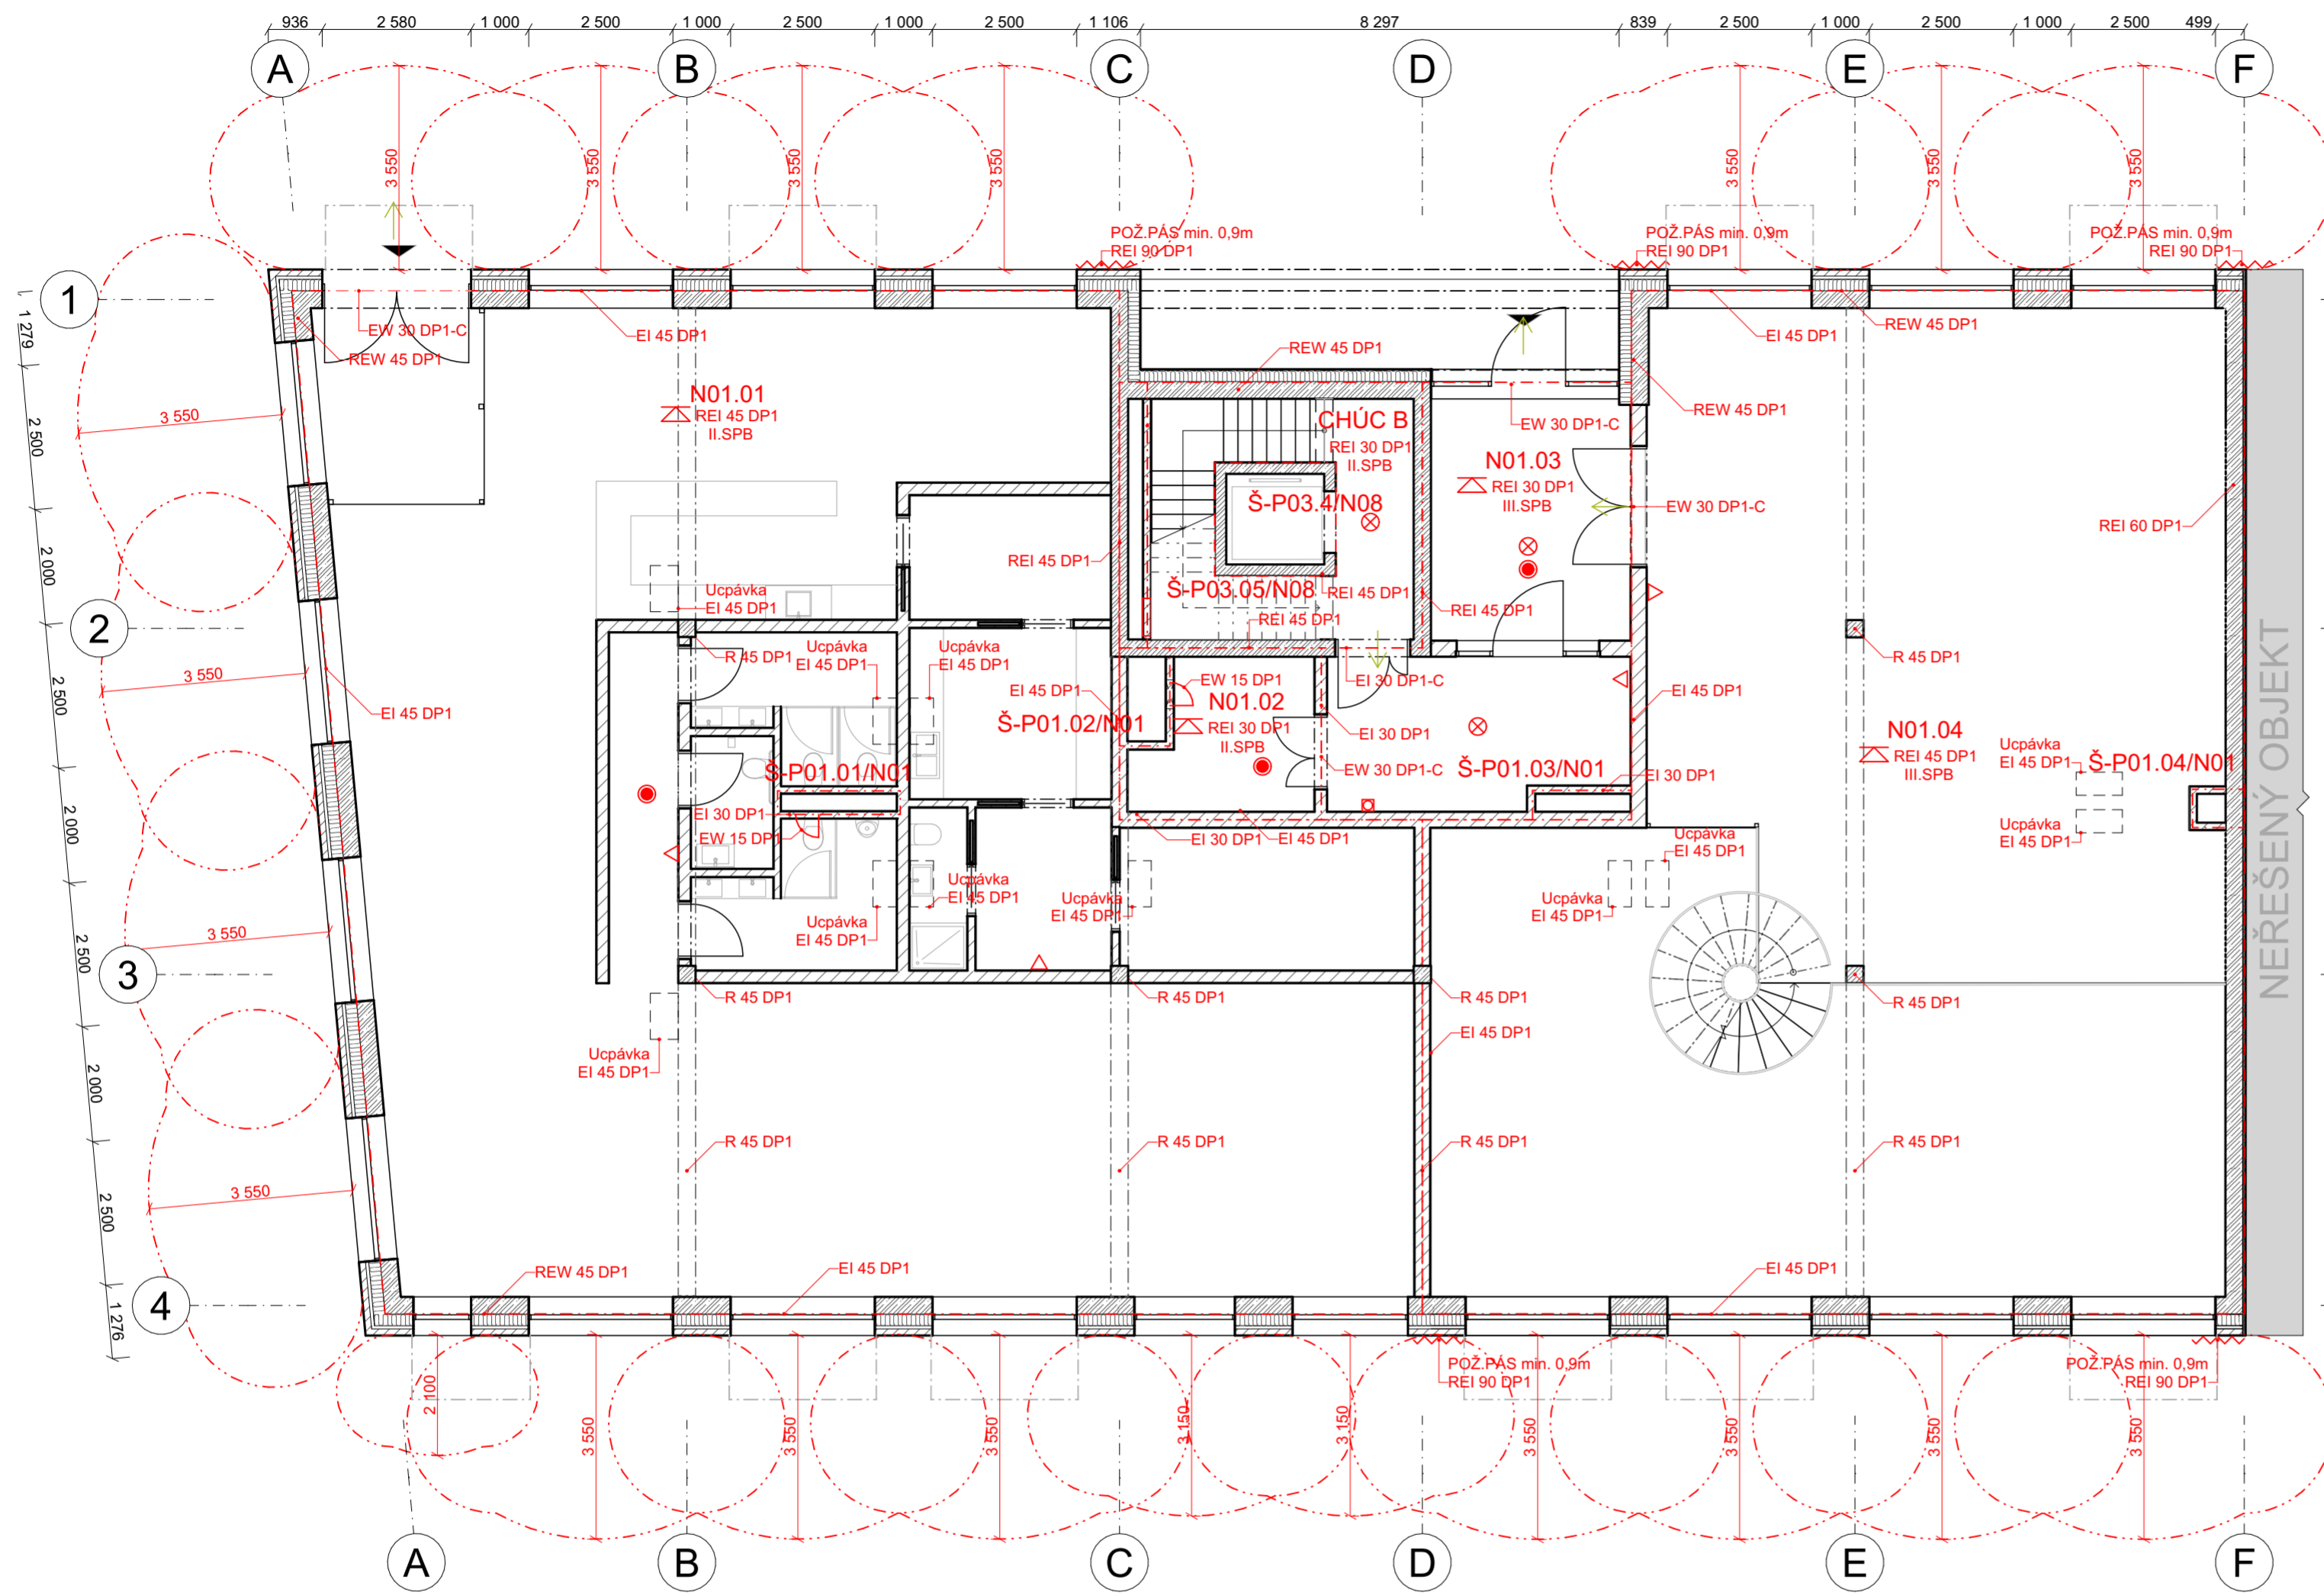 936
2 580
1 000
2 500
1 000
2 500
1 000
2 500
1 106
8 297
839
2 500
1 000
2 500
1 000
2 500
499
A
B
C
D
E
F
3 550
3 550
3 550
3 550
3 550
3 550
3 550
POŽ.PÁS min. 0,9m
REI 90 DP1
POŽ.PÁS min. 0,9m
REI 90 DP1
POŽ.PÁS min. 0,9m
REI 90 DP1
1
2
3
4
1 279
2 500
2 000
2 500
2 000
2 500
2 000
2 500
1 276
3 550
3 550
3 550
3 550
EW 30 DP1-C
REW 45 DP1
EI 45 DP1
N01.01
REI 45 DP1
II.SPB
REW 45 DP1
CHÚC B
REI 30 DP1
II.SPB
EW 30 DP1-C
N01.03
REI 30 DP1
III.SPB
EI 45 DP1
REW 45 DP1
REW 45 DP1
EW 30 DP1-C
REI 60 DP1
Š-P03.4/N08
REI 45 DP1
Š-P03.05/N08
REI 45 DP1
REI 45 DP1
REI 45 DP1
Ucpávka
EI 45 DP1
R 45 DP1
Ucpávka
EI 45 DP1
Ucpávka
EI 45 DP1
EI 45 DP1
EI 45 DP1
Š-P01.02/N01
EW 15 DP1
N01.02
REI 30 DP1
II.SPB
EI 30 DP1-C
EI 30 DP1
EW 30 DP1-C
Š-P01.03/N01
EI 30 DP1
EI 45 DP1
R 45 DP1
N01.04
REI 45 DP1
III.SPB
Ucpávka
EI 45 DP1
Š-P01.04/N01
Ucpávka
EI 45 DP1
NEŘEŠENÝ OBJEKT
Š-P01.01/N01
EI 30 DP1
EW 15 DP1
EI 30 DP1
EI 45 DP1
Ucpávka
EI 45 DP1
Ucpávka
EI 45 DP1
Ucpávka
EI 45 DP1
Ucpávka
EI 45 DP1
Ucpávka
EI 45 DP1
R 45 DP1
R 45 DP1
R 45 DP1
R 45 DP1
EI 45 DP1
Ucpávka
EI 45 DP1
R 45 DP1
R 45 DP1
R 45 DP1
R 45 DP1
REW 45 DP1
EI 45 DP1
EI 45 DP1
POŽ.PÁS min. 0,9m
REI 90 DP1
POŽ.PÁS min. 0,9m
REI 90 DP1
2 100
3 550
3 550
3 550
3 150
3 150
3 550
3 550
3 550
3 550
A
B
C
D
E
F